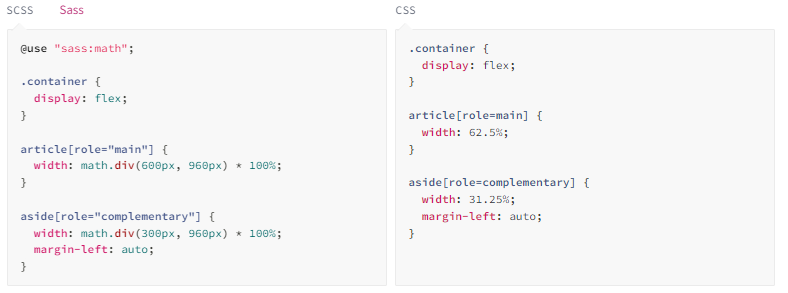 SCSS Sass
@use "sass:math";
.container {
  display: flex;
}
article[role="main"] {
  width: math.div(600px, 960px) * 100%;
}
aside[role="complementary"] {
  width: math.div(300px, 960px) * 100%;
  margin-left: auto;
}
CSS
.container {
  display: flex;
}
article[role=main] {
  width: 62.5%;
}
aside[role=complementary] {
  width: 31.25%;
  margin-left: auto;
}